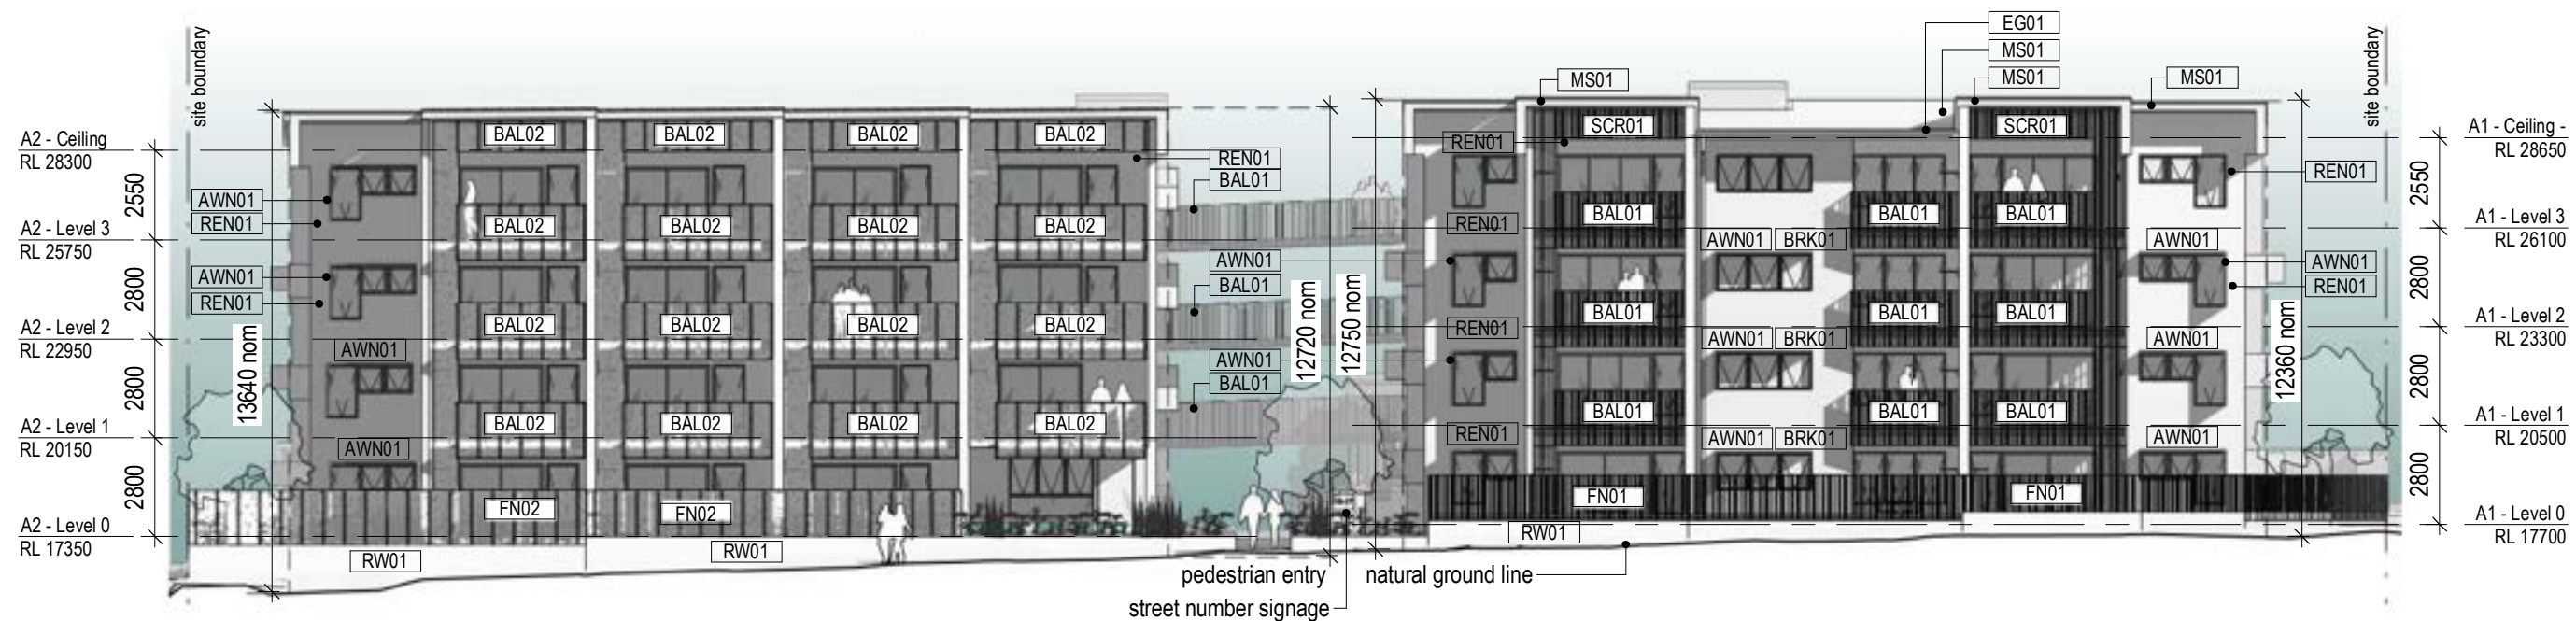 site boundary
A2 - Ceiling
RL 28300
2550
A2 - Level 3
RL 25750
2800
A2 - Level 2
RL 22950
2800
A2 - Level 1
RL 20150
2800
A2 - Level 0
RL 17350
13640 nom
AWN01
REN01
AWN01
REN01
AWN01
AWN01
BAL02 BAL02 BAL02 BAL02
BAL02 BAL02 BAL02 BAL02
BAL02 BAL02 BAL02 BAL02
BAL02 BAL02 BAL02 BAL02
FN02 FN02
RW01 RW01
REN01
BAL01
AWN01
BAL01
AWN01
BAL01
12720 nom
12750 nom
pedestrian entry
street number signage
natural ground line
EG01
MS01
MS01 MS01 MS01
SCR01 SCR01
REN01
REN01
BAL01 BAL01 BAL01
REN01
AWN01 BRK01 AWN01
AWN01
REN01
BAL01 BAL01 BAL01
REN01
AWN01 BRK01 AWN01
BAL01 BAL01 BAL01
REN01
AWN01 BRK01 AWN01
FN01 FN01
RW01
12360 nom
site boundary
A1 - Ceiling -
RL 28650
2550
A1 - Level 3
RL 26100
2800
A1 - Level 2
RL 23300
2800
A1 - Level 1
RL 20500
2800
A1 - Level 0
RL 17700